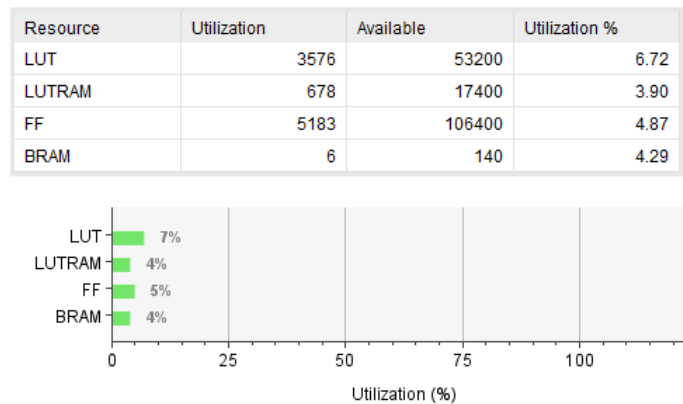 Resource Utilization Available Utilization %
LUT 3576 53200 6.72
LUTRAM 678 17400 3.90
FF 5183 106400 4.87
BRAM 6 140 4.29
LUT 7%
LUTRAM 4%
FF 5%
BRAM 4%
0 25 50 75 100
Utilization (%)